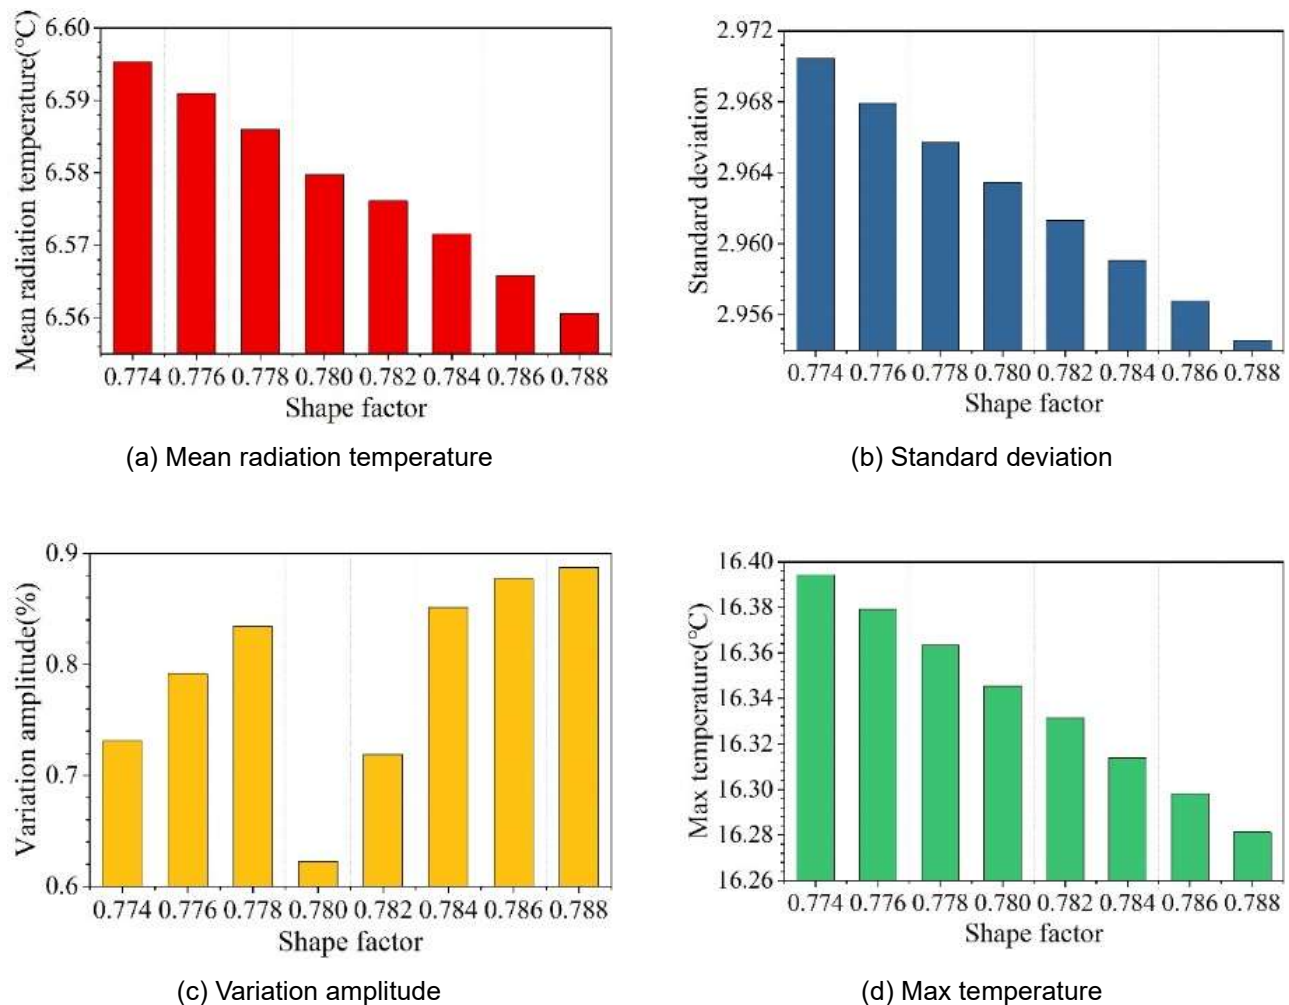 Mean radiation temperature(°C)
6.60
6.59
6.58
6.57
6.56
0.774 0.776 0.778 0.780 0.782 0.784 0.786 0.788
Shape factor
(a) Mean radiation temperature
Standard deviation
2.972
2.968
2.964
2.960
2.956
0.774 0.776 0.778 0.780 0.782 0.784 0.786 0.788
Shape factor
(b) Standard deviation
Variation amplitude(%)
0.9
0.8
0.7
0.6
0.774 0.776 0.778 0.780 0.782 0.784 0.786 0.788
Shape factor
(c) Variation amplitude
Max temperature(°C)
16.40
16.38
16.36
16.34
16.32
16.30
16.28
16.26
0.774 0.776 0.778 0.780 0.782 0.784 0.786 0.788
Shape factor
(d) Max temperature